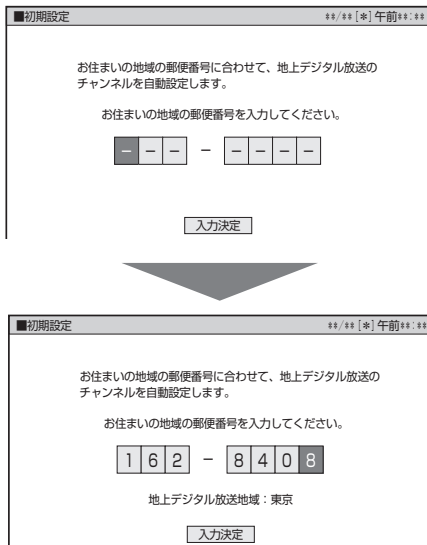 ■初期設定 **/**[*]午前**:**
お住まいの地域の郵便番号に合わせて、地上デジタル放送の
チャンネルを自動設定します。
お住まいの地域の郵便番号を入力してください。
– – – – – – – –
入力決定
■初期設定 **/**[*]午前**:**
お住まいの地域の郵便番号に合わせて、地上デジタル放送の
チャンネルを自動設定します。
お住まいの地域の郵便番号を入力してください。
1 6 2 – 8 4 0 8
地上デジタル放送地域：東京
入力決定